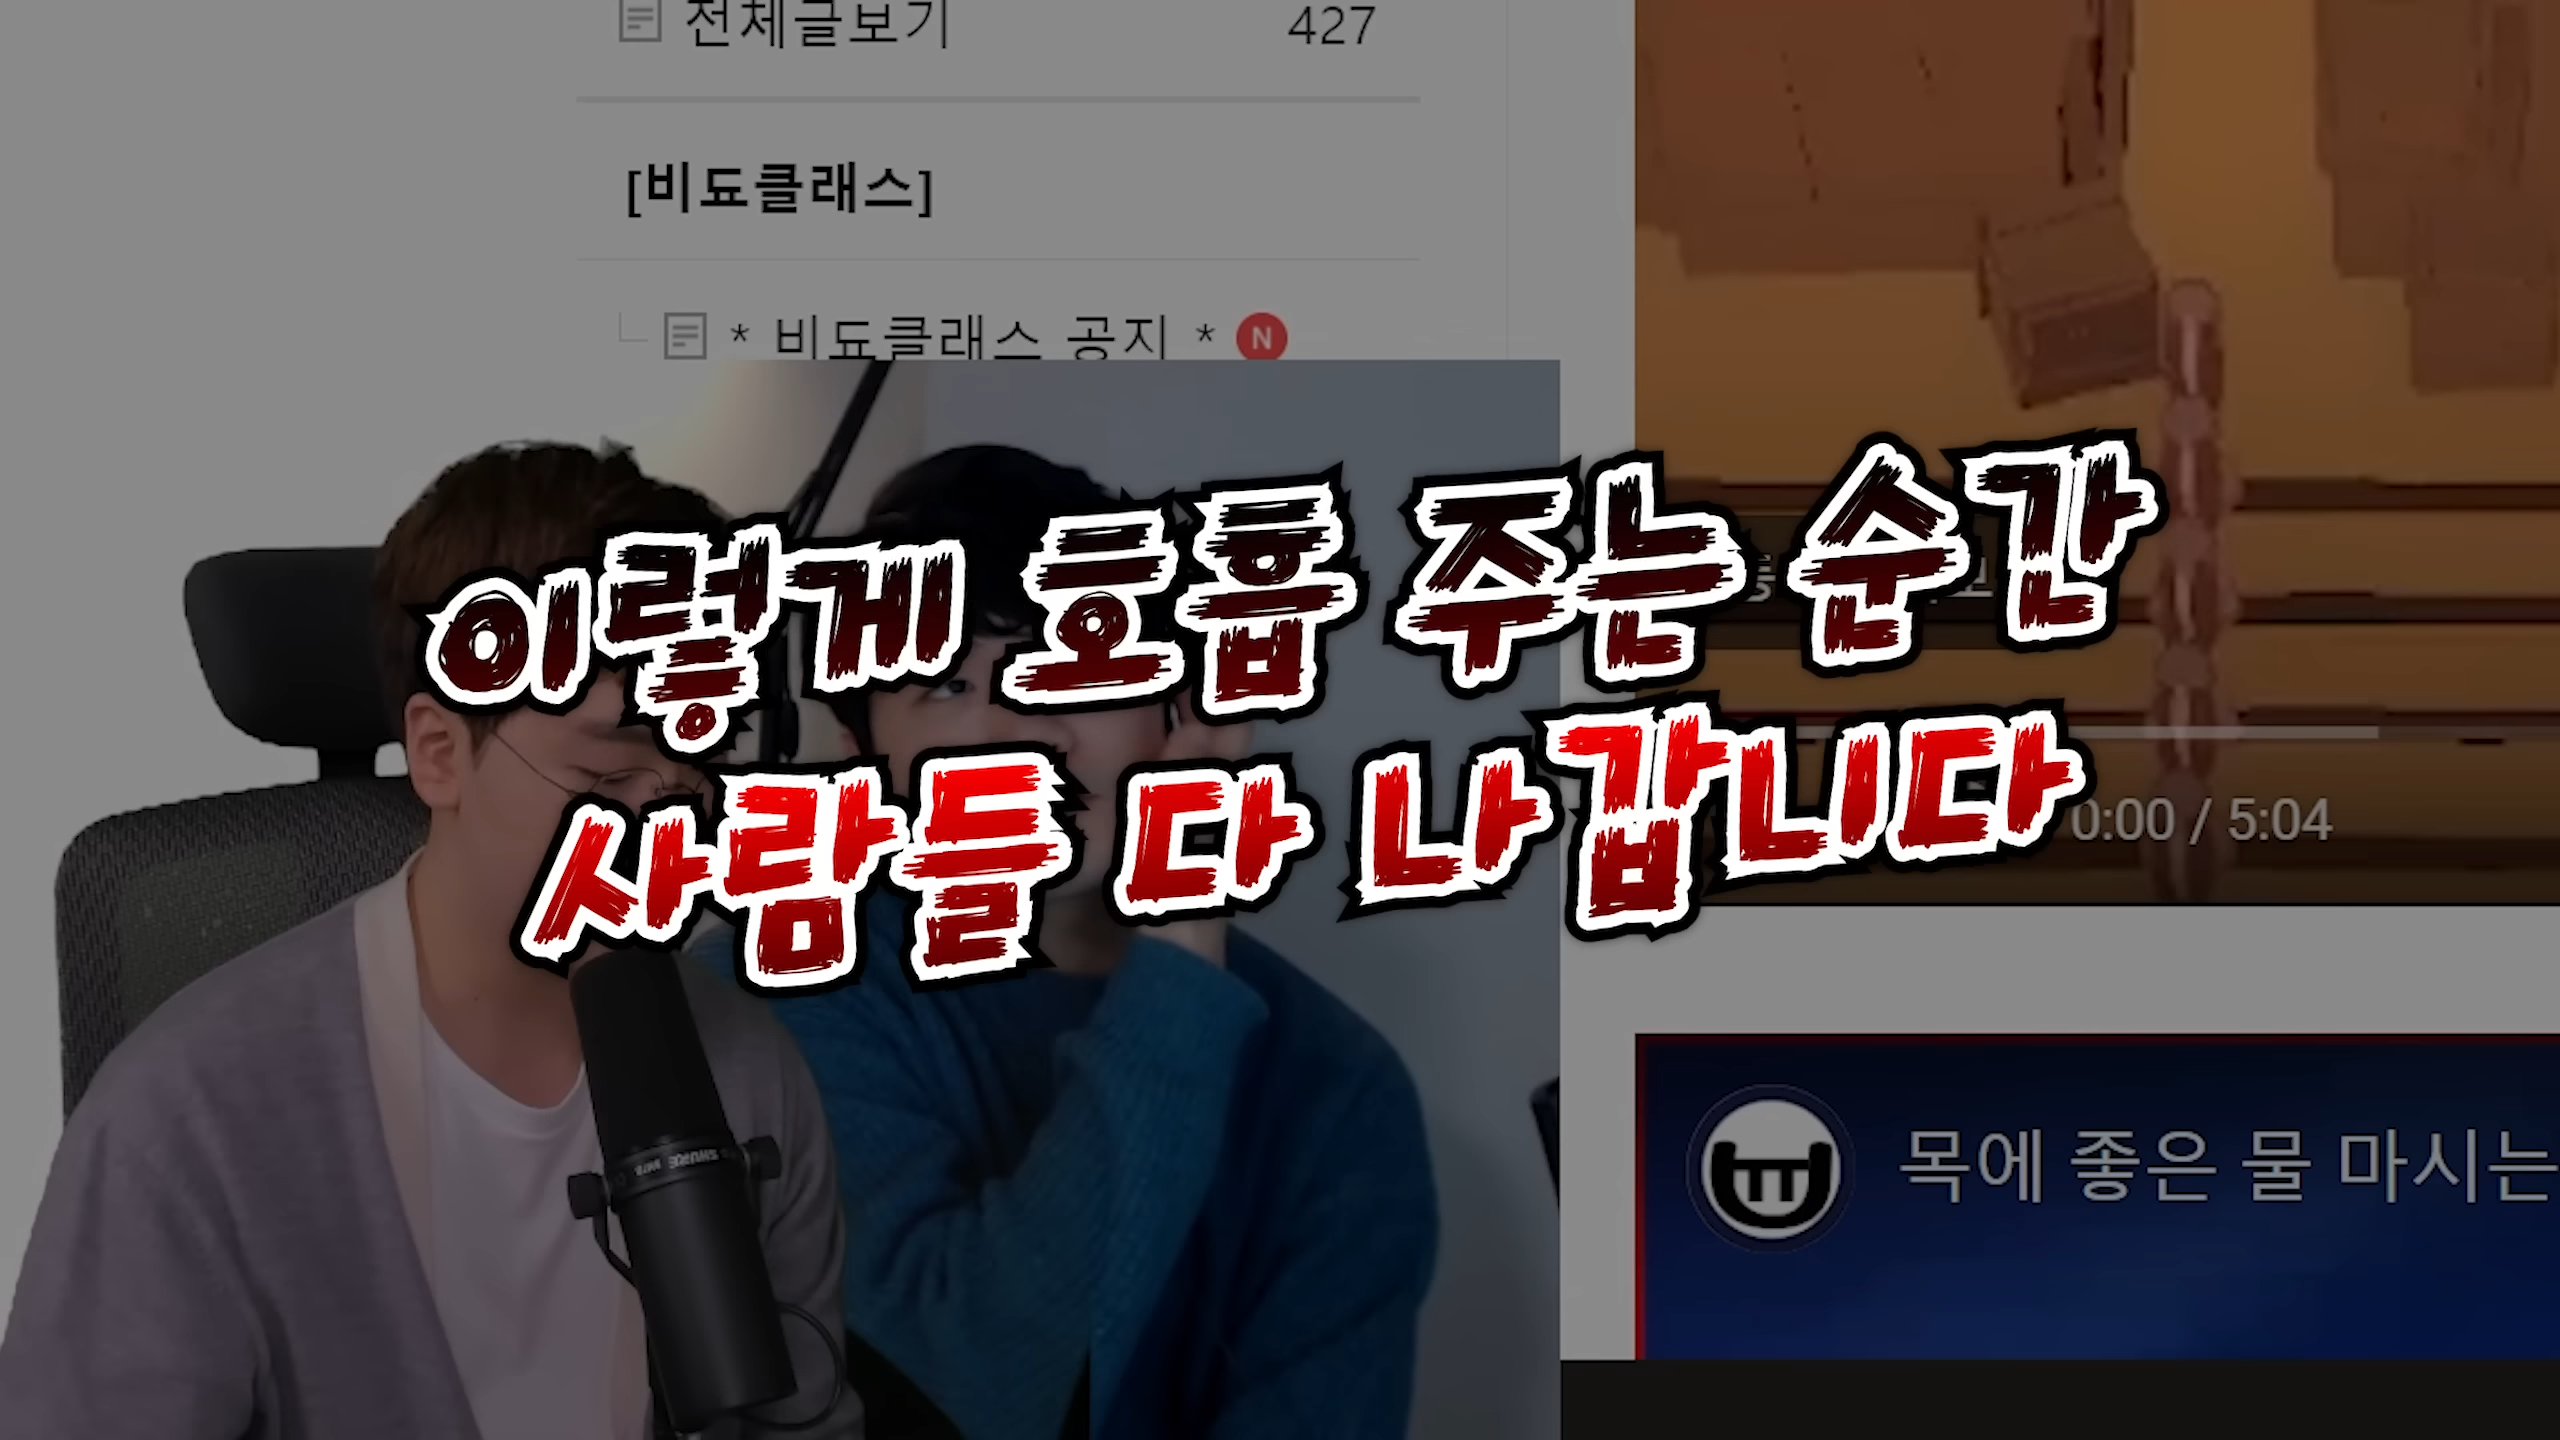 전체글보기 427
[비됴클래스]
* 비됴클래스 공지 * N
이렇게 호흡 주는 순간
사람들 다 나갑니다
0:00 / 5:04
목에 좋은 물 마시는
SHURE